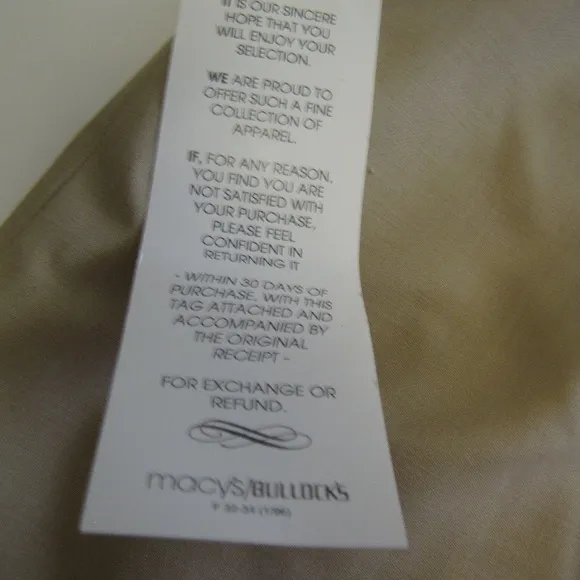 IT IS OUR SINCERE
HOPE THAT YOU
WILL ENJOY YOUR
SELECTION.
WE ARE PROUD TO
OFFER SUCH A FINE
COLLECTION OF
APPAREL.
IF, FOR ANY REASON,
YOU FIND YOU ARE
NOT SATISFIED WITH
YOUR PURCHASE,
PLEASE FEEL
CONFIDENT IN
RETURNING IT
- WITHIN 30 DAYS OF
PURCHASE, WITH THIS
TAG ATTACHED AND
ACCOMPANIED BY
THE ORIGINAL
RECEIPT -
FOR EXCHANGE OR
REFUND.
macy's/BULLOCK'S